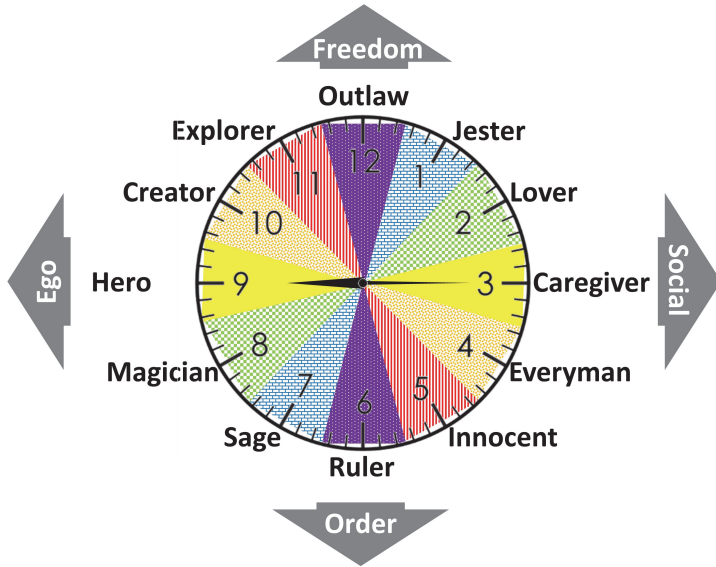 Freedom
Outlaw
Explorer
Jester
12
11
1
Creator
Lover
10
2
Ego
Hero
9
3
Caregiver
Social
8
4
Magician
Everyman
7
5
6
Sage
Innocent
Ruler
Order